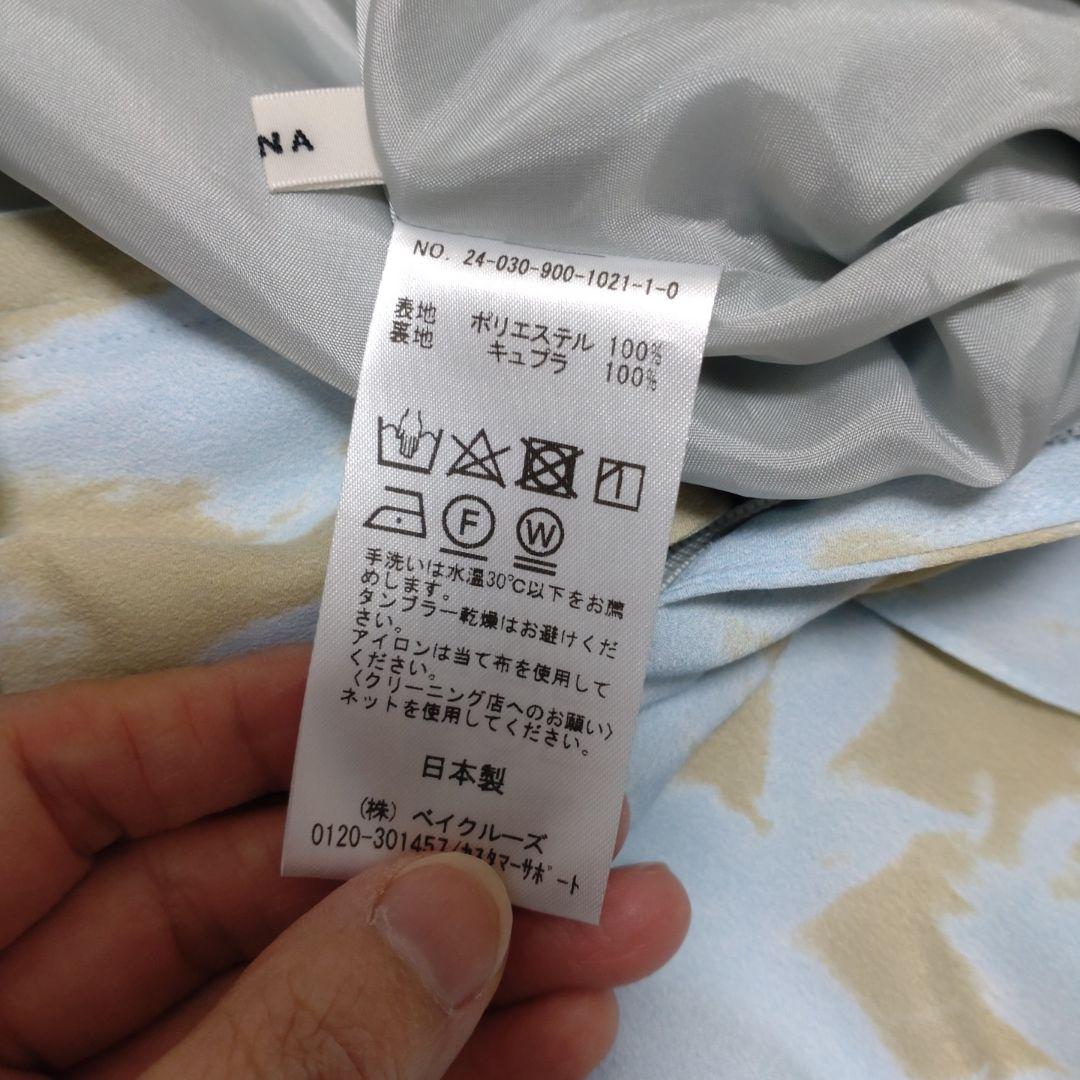 NA
NO. 24-030-900-1021-1-0
表地 ポリエステル 100%
裏地 キュプラ 100%
F W
手洗いは水温30℃以下をお薦
めします。
タンブラー乾燥はお避けくだ
さい。
アイロンは当て布を使用して
ください。
〈クリーニング店へのお願い〉
ネットを使用してください。
日本製
(株) ベイクルーズ
0120-301457/カスタマーサポート